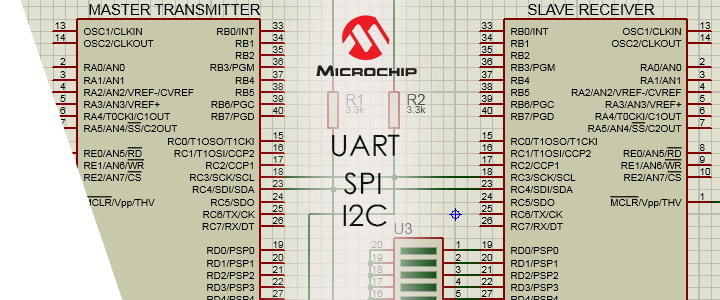 MASTER TRANSMITTER
13 OSC1/CLKIN RB0/INT 33
14 OSC2/CLKOUT RB1 34
RB2 35
2 RA0/AN0 RB3/PGM 36
3 RA1/AN1 RB4 37
4 RA2/AN2/VREF-/CVREF RB5 38
5 RA3/AN3/VREF+ RB6/PGC 39
6 RA4/T0CKI/C1OUT RB7/PGD 40
7 RA5/AN4/SS/C2OUT
RC0/T1OSO/T1CKI 15
RE0/AN5/RD RC1/T1OSI/CCP2 16
RE1/AN6/WR RC2/CCP1 17
RE2/AN7/CS RC3/SCK/SCL 18
RC4/SDI/SDA 23
MCLR/Vpp/THV RC5/SDO 24
RC6/TX/CK 25
RC7/RX/DT 26
RD0/PSP0 19
RD1/PSP1 20
RD2/PSP2 21
RD3/PSP3 22
RD4/PSP4
MICROCHIP
R1
3.3k
R2
3.3k
UART
SPI
I2C
U3
20 1
19 2
18 3
17 4
16 5
SLAVE RECEIVER
33 RB0/INT OSC1/CLKIN 13
34 RB1 OSC2/CLKOUT 14
35 RB2
36 RB3/PGM RA0/AN0 2
37 RB4 RA1/AN1 3
38 RB5 RA2/AN2/VREF-/CVREF 4
39 RB6/PGC RA3/AN3/VREF+ 5
40 RB7/PGD RA4/T0CKI/C1OUT 6
RA5/AN4/SS/C2OUT 7
15 RC0/T1OSO/T1CKI
16 RC1/T1OSI/CCP2 RE0/AN5/RD 8
17 RC2/CCP1 RE1/AN6/WR 9
18 RC3/SCK/SCL RE2/AN7/CS 10
23 RC4/SDI/SDA
24 RC5/SDO MCLR/Vpp/THV 1
25 RC6/TX/CK
26 RC7/RX/DT
19 RD0/PSP0
20 RD1/PSP1
21 RD2/PSP2
22 RD3/PSP3
RD4/PSP4